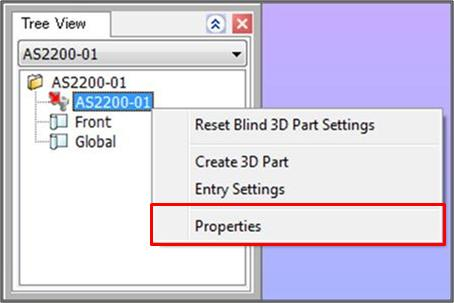 Tree View
AS2200-01
AS2200-01
AS2200-01
Front
Global
Reset Blind 3D Part Settings
Create 3D Part
Entry Settings
Properties